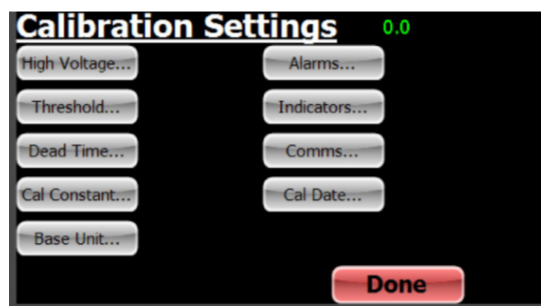 Calibration Settings 0.0
High Voltage... Alarms...
Threshold... Indicators...
Dead Time... Comms...
Cal Constant... Cal Date...
Base Unit...
Done